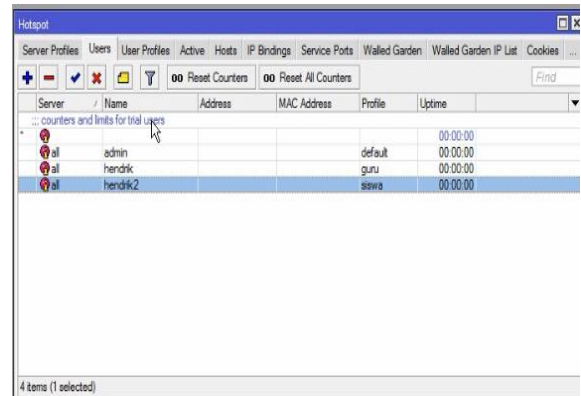 Hotspot
Server Profiles Users User Profiles Active Hosts IP Bindings Service Ports Walled Garden Walled Garden IP List Cookies ...
00 Reset Counters 00 Reset All Counters Find
Server Name Address MAC Address Profile Uptime
::: counters and limits for trial users
* 00:00:00
all admin default 00:00:00
all hendrik guru 00:00:00
all hendrik2 siswa 00:00:00
4 items (1 selected)